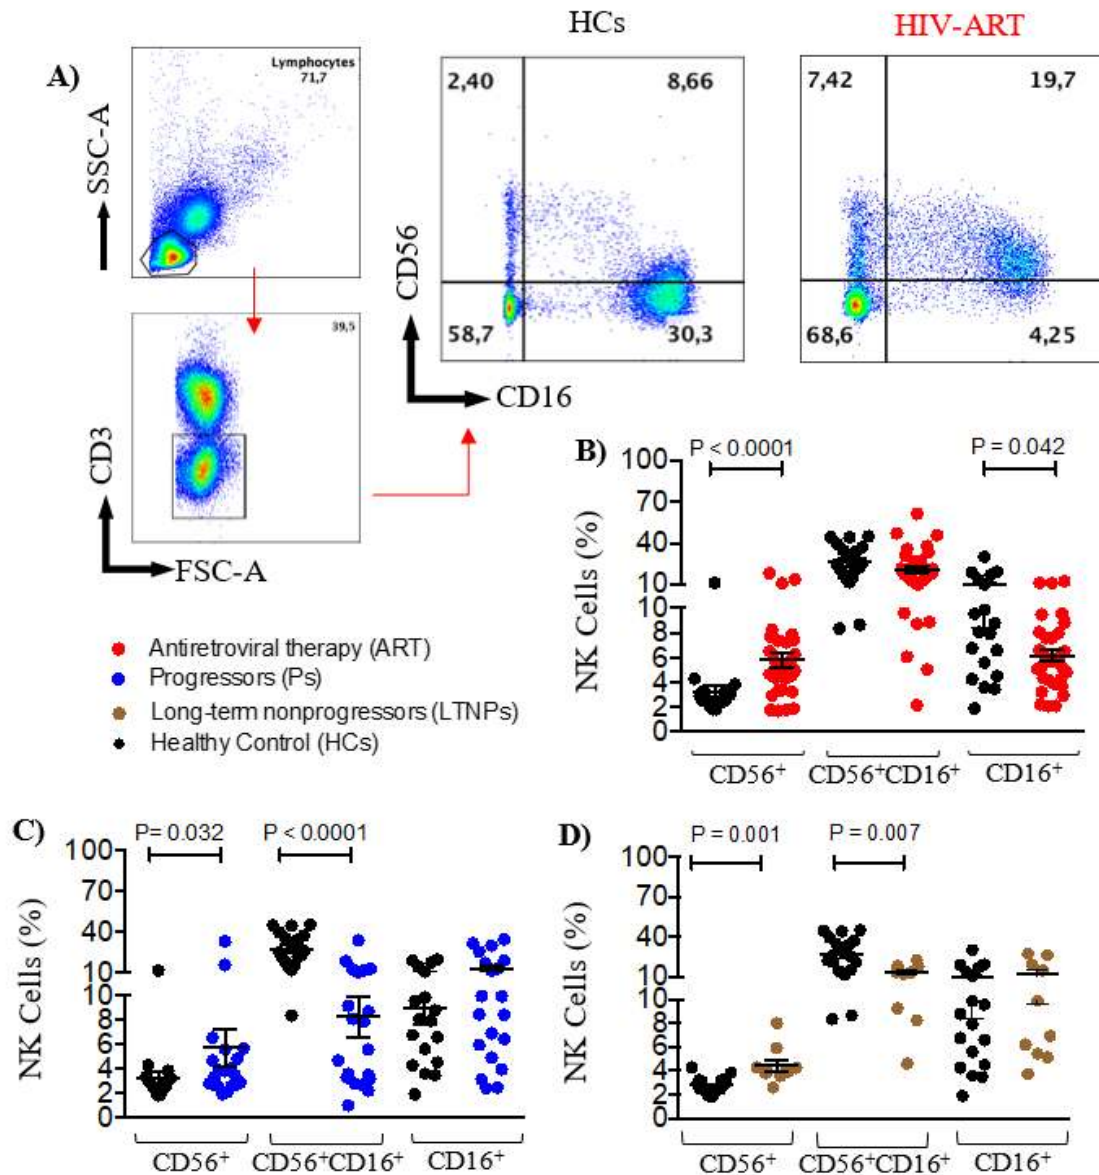 HCs
HIV-ART
A)
SSC-A
Lymphocytes
71,7
CD3
39,5
FSC-A
CD56
2,40
8,66
58,7
30,3
CD16
7,42
19,7
68,6
4,25
Antiretroviral therapy (ART)
Progressors (Ps)
Long-term nonprogressors (LTNPs)
Healthy Control (HCs)
B)
P < 0.0001
P = 0.042
NK Cells (%)
100
70
40
10
10
8
6
4
2
0
CD56⁺
CD56⁺CD16⁺
CD16⁺
C)
P= 0.032
P < 0.0001
NK Cells (%)
100
70
40
10
10
8
6
4
2
0
CD56⁺
CD56⁺CD16⁺
CD16⁺
D)
P = 0.001
P = 0.007
NK Cells (%)
100
70
40
10
10
8
6
4
2
0
CD56⁺
CD56⁺CD16⁺
CD16⁺